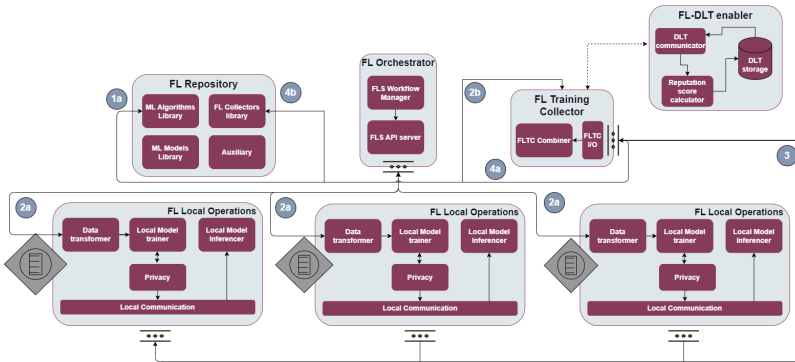 FL-DLT enabler
DLT
communicator
DLT
storage
Reputation
score
calculator
FL Orchestrator
FLS Workflow
Manager
FLS API server
FL Repository
ML Algorithms
Library
FL Collectors
library
ML Models
Library
Auxiliary
1a
4b
2b
FL Training
Collector
FLTC Combiner
FLTC
I/O
4a
3
2a
FL Local Operations
Data
transformer
Local Model
trainer
Local Model
Inferencer
Privacy
Local Communication
2a
FL Local Operations
Data
transformer
Local Model
trainer
Local Model
Inferencer
Privacy
Local Communication
2a
FL Local Operations
Data
transformer
Local Model
trainer
Local Model
Inferencer
Privacy
Local Communication